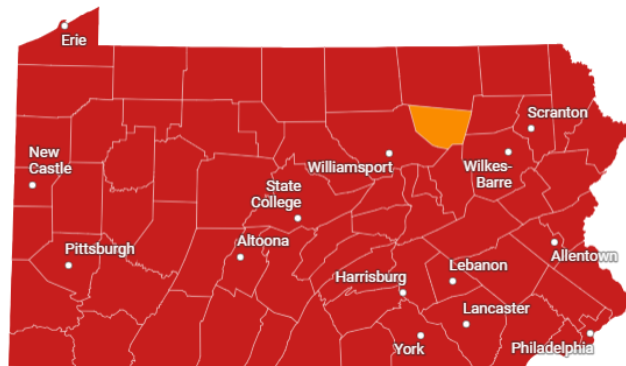 Erie
Scranton
New
Castle
Williamsport
Wilkes-
Barre
State
College
Pittsburgh
Altoona
Allentown
Harrisburg
Lebanon
Lancaster
York
Philadelphia